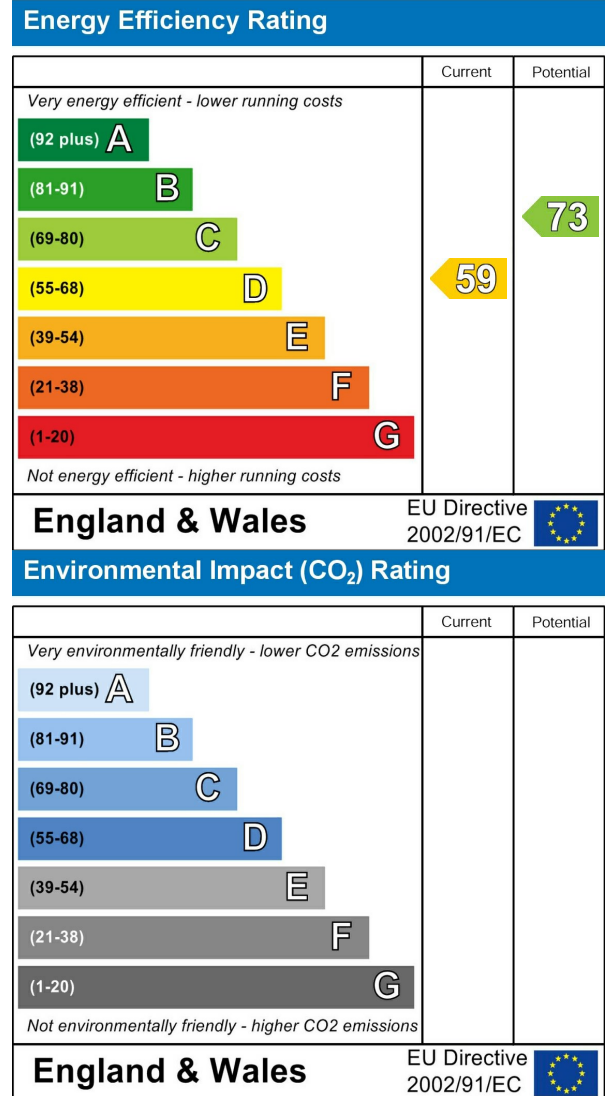 Energy Efficiency Rating
Current Potential
Very energy efficient - lower running costs
(92 plus) A
(81-91) B
(69-80) C
73
(55-68) D
59
(39-54) E
(21-38) F
(1-20) G
Not energy efficient - higher running costs
England & Wales
EU Directive
2002/91/EC
Environmental Impact (CO₂) Rating
Current Potential
Very environmentally friendly - lower CO2 emissions
(92 plus) A
(81-91) B
(69-80) C
(55-68) D
(39-54) E
(21-38) F
(1-20) G
Not environmentally friendly - higher CO2 emissions
England & Wales
EU Directive
2002/91/EC